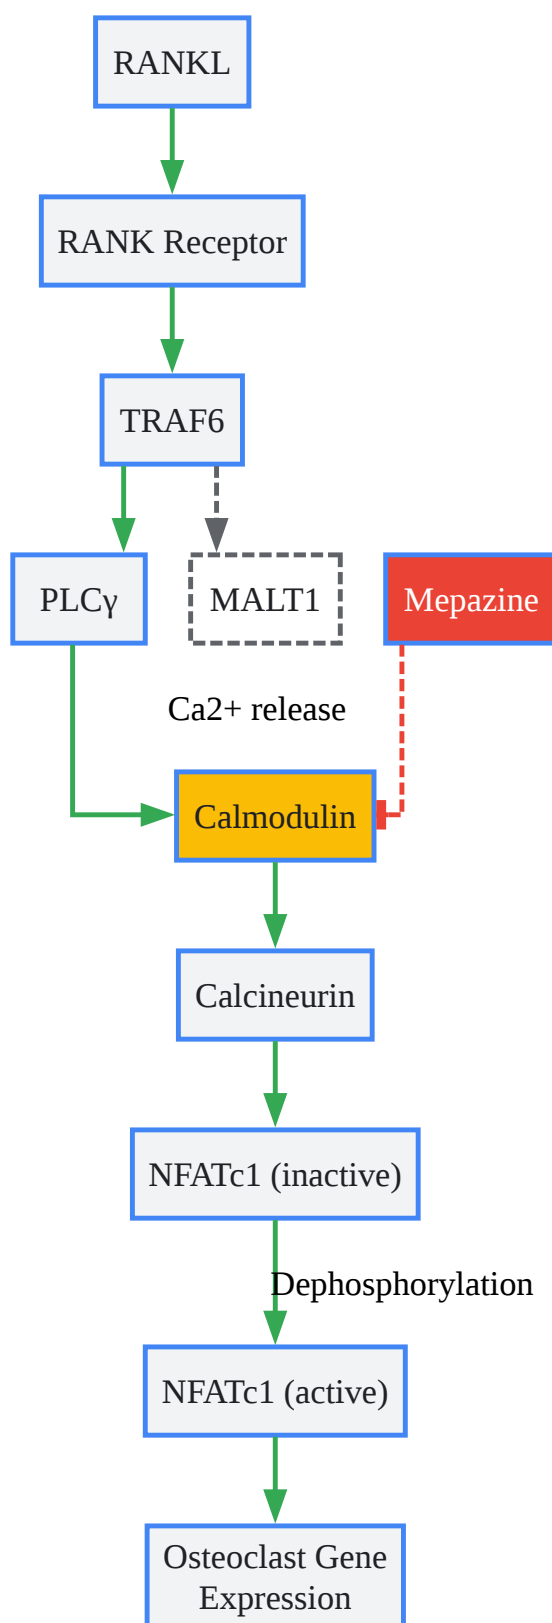 RANKL
RANK Receptor
TRAF6
PLCγ
MALT1
Mepazine
Ca2+ release
Calmodulin
Calcineurin
NFATc1 (inactive)
Dephosphorylation
NFATc1 (active)
Osteoclast Gene
Expression